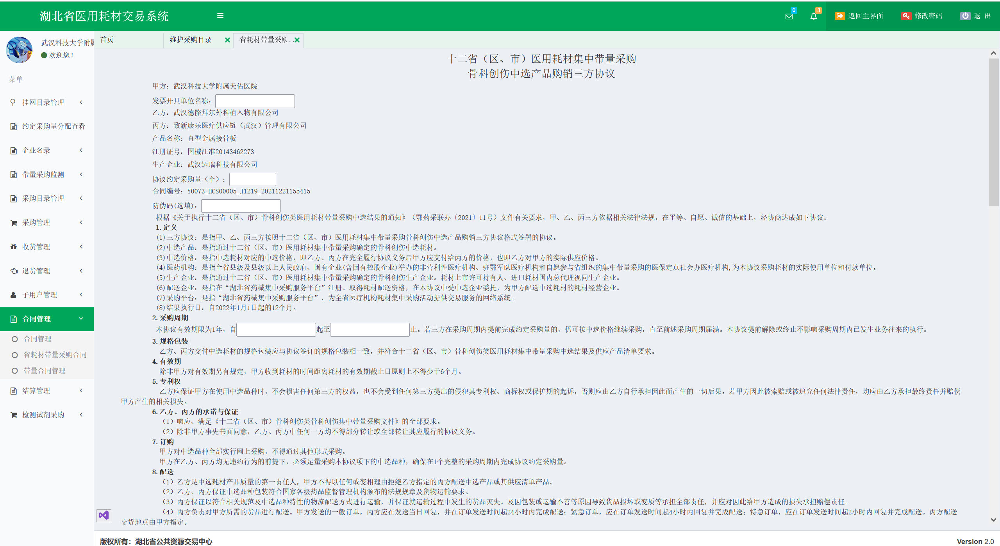 湖北省医用耗材交易系统
0
3
返回主界面
修改密码
退 出
武汉科技大学附属
欢迎您!
菜单
挂网目录管理
约定采购量分配查看
企业名录
带量采购监测
采购目录管理
采购管理
收货管理
退货管理
子用户管理
合同管理
合同管理
省耗材带量采购合同
带量合同管理
结算管理
检测试剂采购
首页
维护采购目录
省耗材带量采购...
十二省（区、市）医用耗材集中带量采购
骨科创伤中选产品购销三方协议
甲方：武汉科技大学附属天佑医院
发票开具单位名称：
乙方：武汉德骼拜尔外科植入物有限公司
丙方：致新康乐医疗供应链（武汉）管理有限公司
产品名称：直型金属接骨板
注册证号：国械注准20143462273
生产企业：武汉迈瑞科技有限公司
协议约定采购量（个）：
合同编号：Y0073_HCS00005_J1219_20211221155415
防伪码(选填)：
根据《关于执行十二省（区、市）骨科创伤类医用耗材带量采购中选结果的通知》（鄂药采联办〔2021〕11号）文件有关要求，甲、乙、丙三方依据相关法律法规，在平等、自愿、诚信的基础上，经协商达成如下协议：
1.定义
(1)三方协议：是指甲、乙、丙三方按照十二省（区、市）医用耗材集中带量采购骨科创伤中选产品购销三方协议格式签署的协议。
(2)中选产品：是指通过十二省（区、市）医用耗材集中带量采购确定的骨科创伤中选耗材。
(3)中选价格：是指中选耗材对应的中选价格，即乙方、丙方在完全履行协议义务后甲方应支付给丙方的价格，也即乙方对甲方的实际供应价格。
(4)医药机构：是指全省县级及县级以上人民政府、国有企业(含国有控股企业)举办的非营利性医疗机构、驻鄂军队医疗机构和自愿参与省组织的集中带量采购的医保定点社会办医疗机构,为本协议采购耗材的实际使用单位和付款单位。
(5)生产企业：是指通过十二省（区、市）医用耗材集中带量采购确定的骨科创伤生产企业。耗材上市许可持有人、进口耗材国内总代理视同生产企业。
(6)配送企业：是指在“湖北省药械集中采购服务平台”注册、取得耗材配送资格，在本协议中受中选企业委托，为甲方配送中选耗材的耗材经营企业。
(7)采购平台：是指“湖北省药械集中采购服务平台”，为全省医疗机构耗材集中采购活动提供交易服务的网络系统。
(8)结果执行日：自2022年1月1日起的12个月。
2.采购周期
本协议有效期限为1年，自 起至 止。若三方在采购周期内提前完成约定采购量的，仍可按中选价格继续采购，直至前述采购周期届满。本协议提前解除或终止不影响采购周期内已发生业务往来的执行。
3.规格包装
乙方、丙方交付中选耗材的规格包装应与协议签订的规格包装相一致，并符合十二省（区、市）骨科创伤类医用耗材集中带量采购中选结果及供应产品清单要求。
4.有效期
除非甲方对有效期另有规定，甲方收到耗材的时间距离耗材的有效期截止日原则上不得少于6个月。
5.专利权
乙方应保证甲方在使用中选品种时，不会损害任何第三方的权益，也不会受到任何第三方提出的侵犯其专利权、商标权或保护期的起诉，否则应由乙方自行承担因此而产生的一切后果。若甲方因此被索赔或被追究任何法律责任，均应由乙方承担最终责任并赔偿
甲方产生的相关损失。
6.乙方、丙方的承诺与保证
（1）响应、满足《十二省（区、市）骨科创伤类骨科创伤集中带量采购文件》的全部要求。
（2）除非甲方事先书面同意，乙方、丙方中任何一方均不得部分转让或全部转让其应履行的协议义务。
7.订购
甲方对中选品种全部实行网上采购，不得通过其他形式采购。
甲方在乙方、丙方均无违约行为的前提下，必须足量采购本协议项下的中选品种，确保在1个完整的采购周期内完成协议约定采购量。
8.配送
（1）乙方是中选耗材产品质量的第一责任人，甲方不得以任何或变相理由拒绝乙方指定的丙方配送中选产品或其供应清单产品。
（2）乙方、丙方保证中选品种包装符合国家各级药品监督管理机构颁布的法规规章及货物运输要求。
（3）丙方保证以符合相关规范及中选品种特性的物流配送方式进行运输，并保证就运输过程中发生的货品灭失、及因包装或运输不善等原因导致货品损坏或变质等承担全部责任，并应对因此给甲方造成的损失承担赔偿责任。
（4）丙方负责对甲方所需的货品进行配送。甲方发送的一般订单，丙方应在发送当日回复，并在订单发送时间起24小时内完成配送；紧急订单，应在订单发送时间起4小时内回复并完成配送；特急订单，应在订单发送时间起2小时内回复并完成配送。丙方配送
交货地点由甲方指定。
版权所有：湖北省公共资源交易中心
Version 2.0